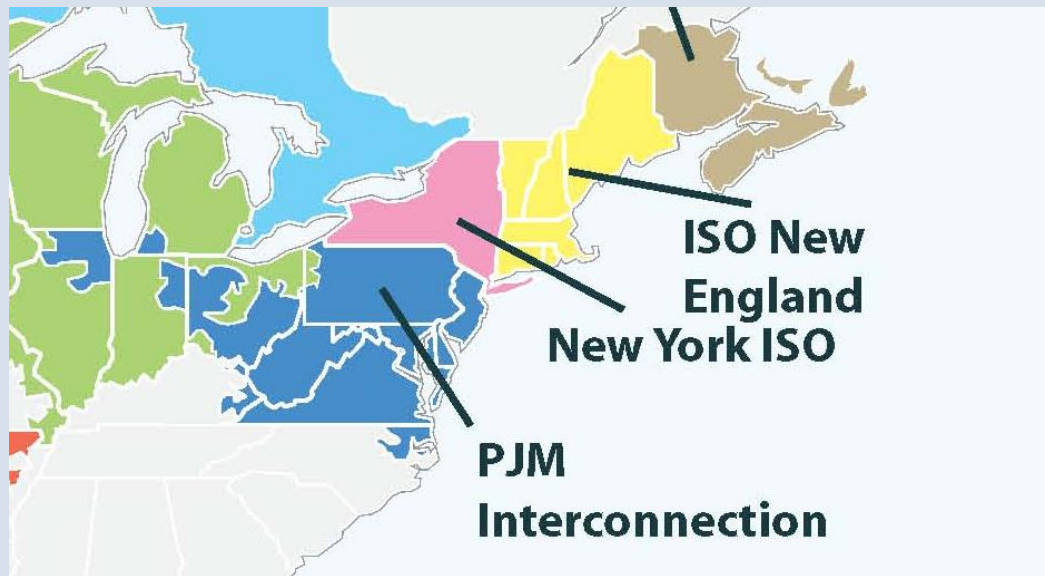 ISO New
England
New York ISO
PJM
Interconnection